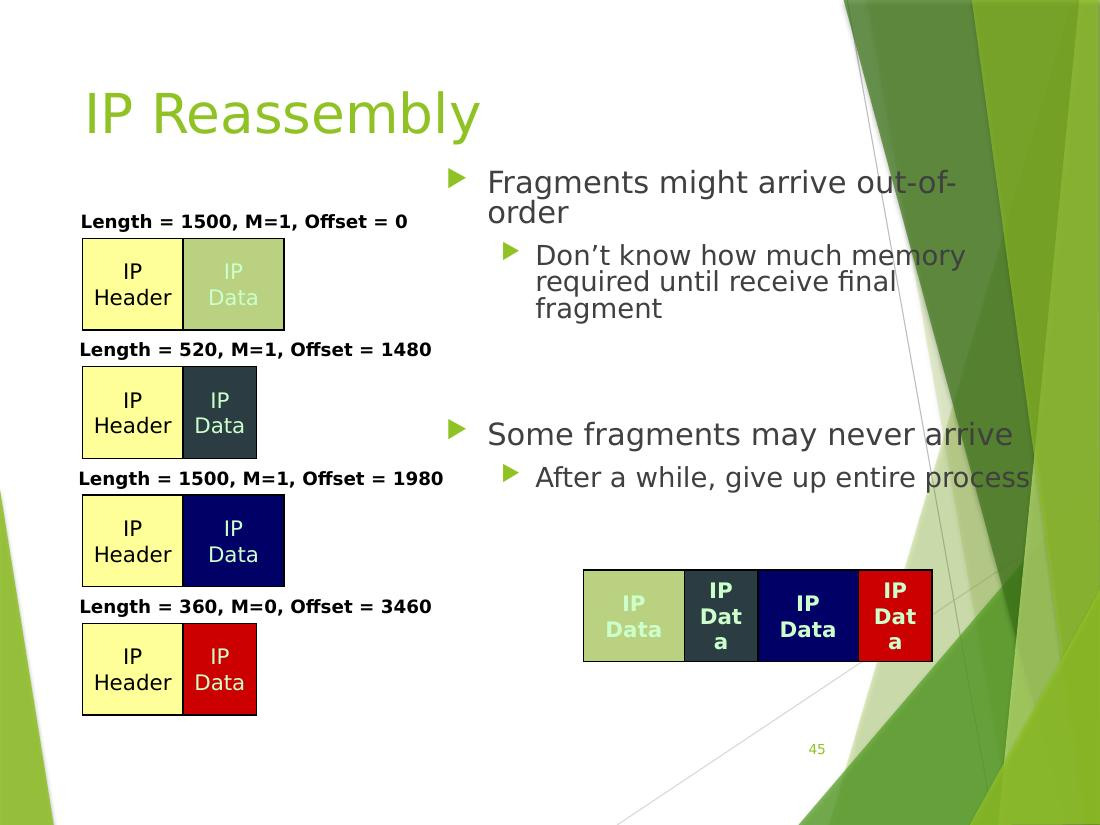 IP Reassembly
Length = 1500, M=1, Offset = 0
IP
Header
IP
Data
Length = 520, M=1, Offset = 1480
IP
Header
IP
Data
Length = 1500, M=1, Offset = 1980
IP
Header
IP
Data
Length = 360, M=0, Offset = 3460
IP
Header
IP
Data
Fragments might arrive out-of-
order
Don’t know how much memory
required until receive final
fragment
Some fragments may never arrive
After a while, give up entire process
IP
Data
IP
Dat
a
IP
Data
IP
Dat
a
45